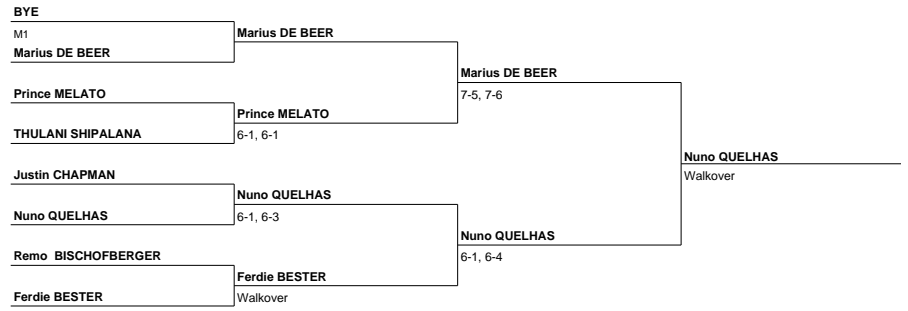 BYE
M1
Marius DE BEER
Marius DE BEER
Marius DE BEER
7-5, 7-6
Prince MELATO
Prince MELATO
THULANI SHIPALANA
6-1, 6-1
Nuno QUELHAS
Walkover
Justin CHAPMAN
Nuno QUELHAS
Nuno QUELHAS
6-1, 6-3
Nuno QUELHAS
6-1, 6-4
Remo BISCHOFBERGER
Ferdie BESTER
Ferdie BESTER
Walkover